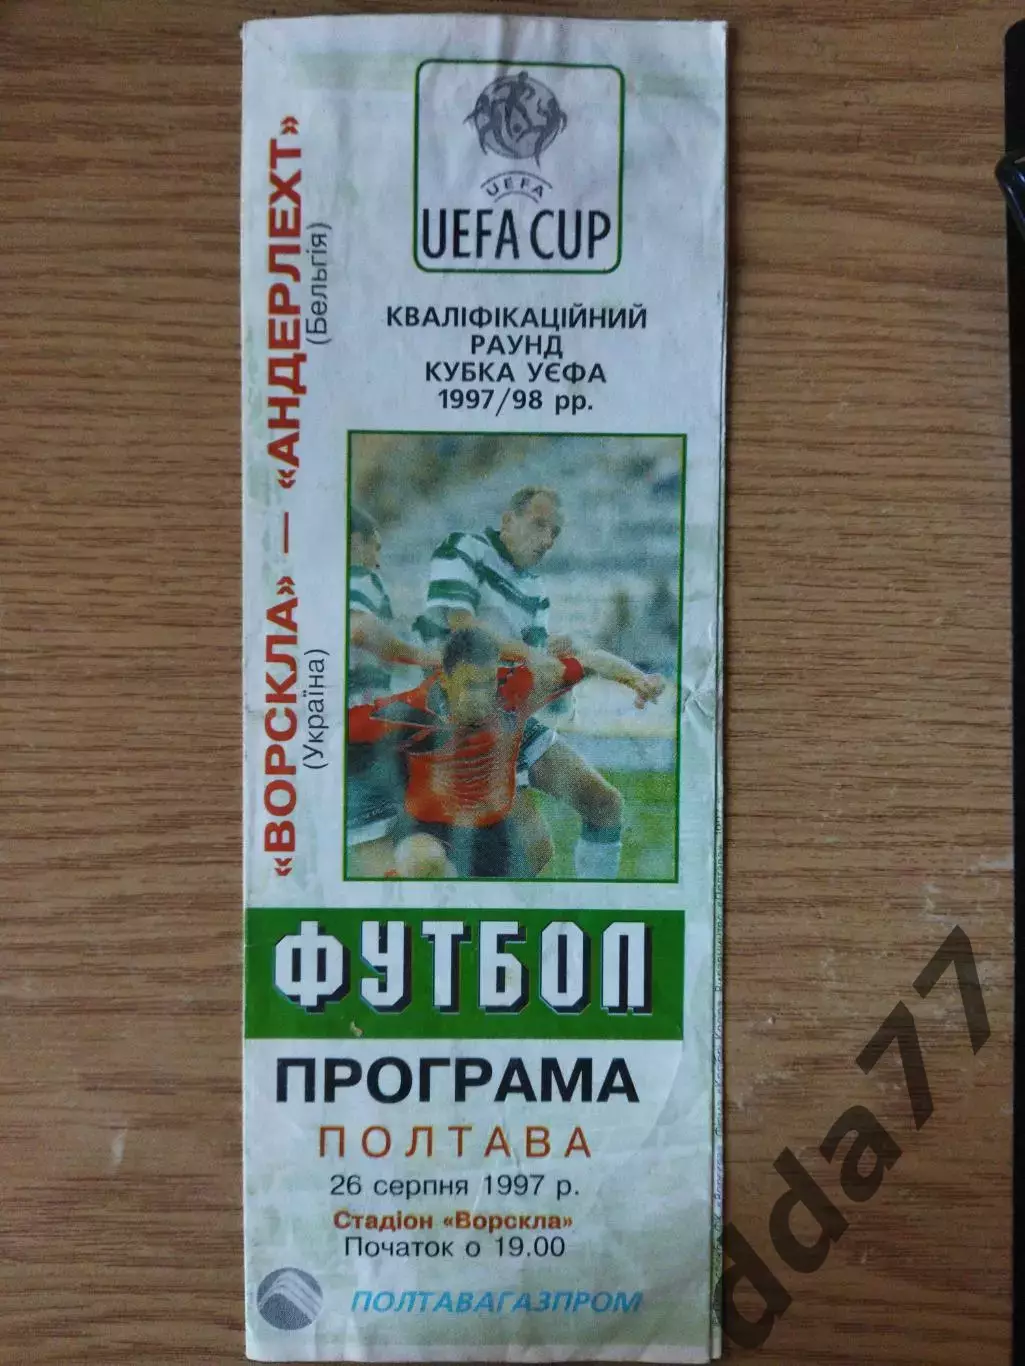 UEFA
UEFA CUP
КВАЛІФІКАЦІЙНИЙ
РАУНД
КУБКА УЄФА
1997/98 рр.
«ВОРСКЛА» — «АНДЕРЛЕХТ»
(Україна)
(Бельгія)
ФУТБОЛ
ПРОГРАМА
ПОЛТАВА
26 серпня 1997 р.
Стадіон «Ворскла»
Початок о 19.00
ПОЛТАВАГАЗПРОМ
dda77